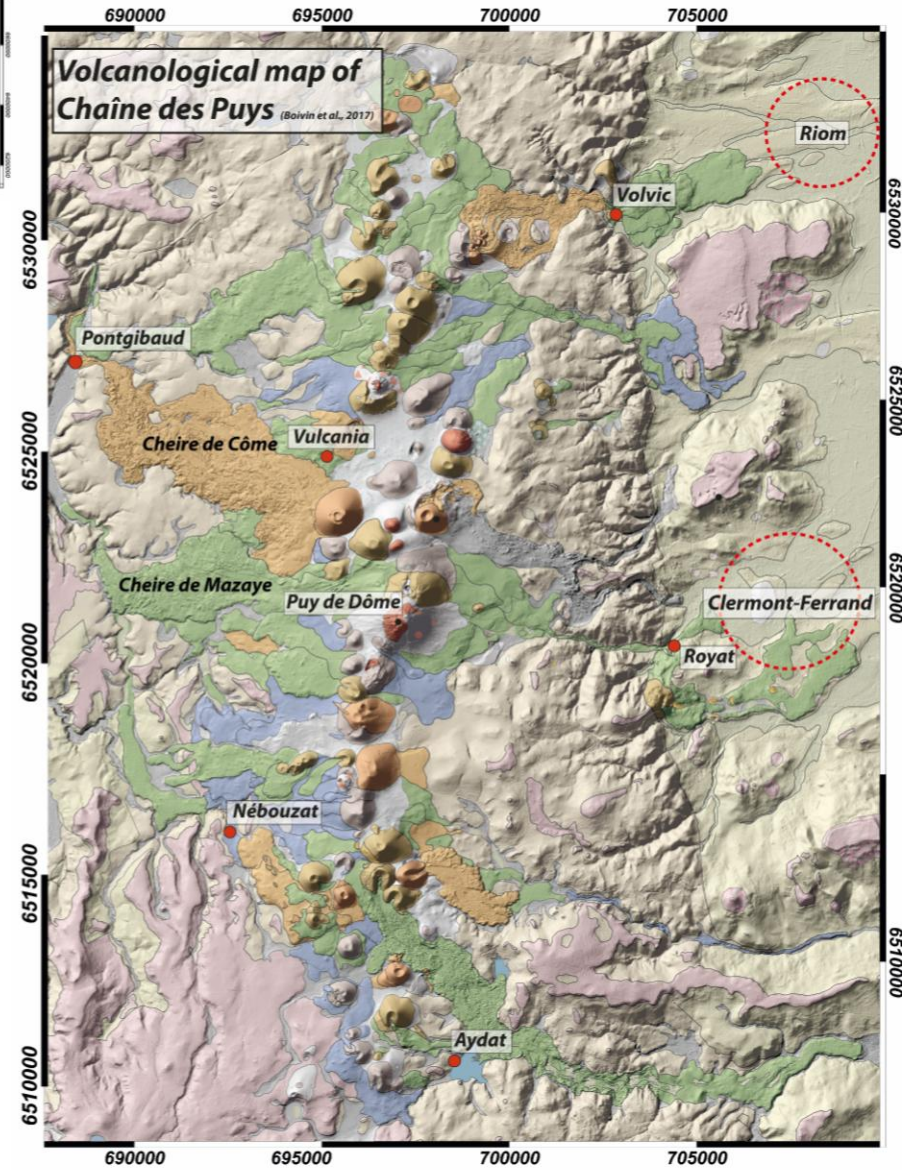 690000 695000 700000 705000
Volcanological map of
Chaîne des Puys (Boivin et al., 2017)
Riom
Volvic
6530000
6530000
Pontgibaud
6525000
Cheire de Côme
Vulcania
6525000
Cheire de Mazaye
Puy de Dôme
Clermont-Ferrand
6520000
Royat
6520000
Nébouzat
6515000
6510000
Aydat
6510000
690000 695000 700000 705000